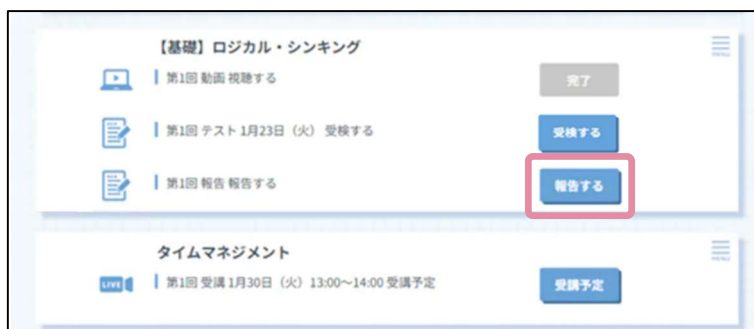 【基礎】ロジカル・シンキング
第1回 動画 視聴する
完了
第1回 テスト 1月23日（火） 受検する
受検する
第1回 報告 報告する
報告する
タイムマネジメント
LIVE
第1回 受講 1月30日（火）13:00～14:00 受講予定
受講予定